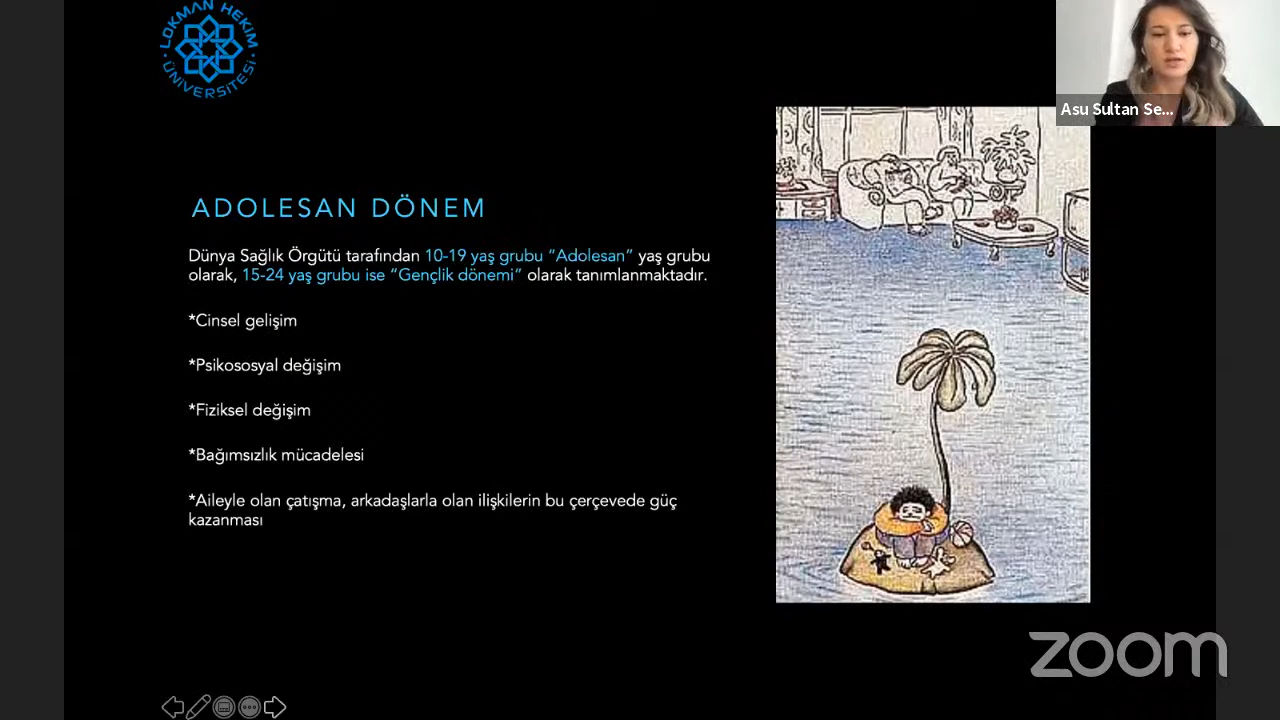 LOKMAN HEKİM
ÜNİVERSİTESİ
Asu Sultan Se...
ADOLESAN DÖNEM
Dünya Sağlık Örgütü tarafından 10-19 yaş grubu “Adolesan” yaş grubu
olarak, 15-24 yaş grubu ise “Gençlik dönemi” olarak tanımlanmaktadır.
*Cinsel gelişim
*Psikososyal değişim
*Fiziksel değişim
*Bağımsızlık mücadelesi
*Aileyle olan çatışma, arkadaşlarla olan ilişkilerin bu çerçevede güç
kazanması
zoom